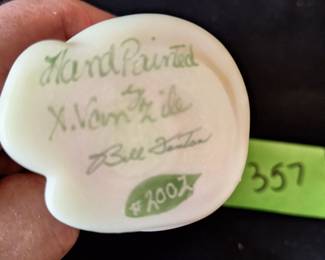 Hand Painted
by
X. Van Zile
Bill Fenton
#2002
357